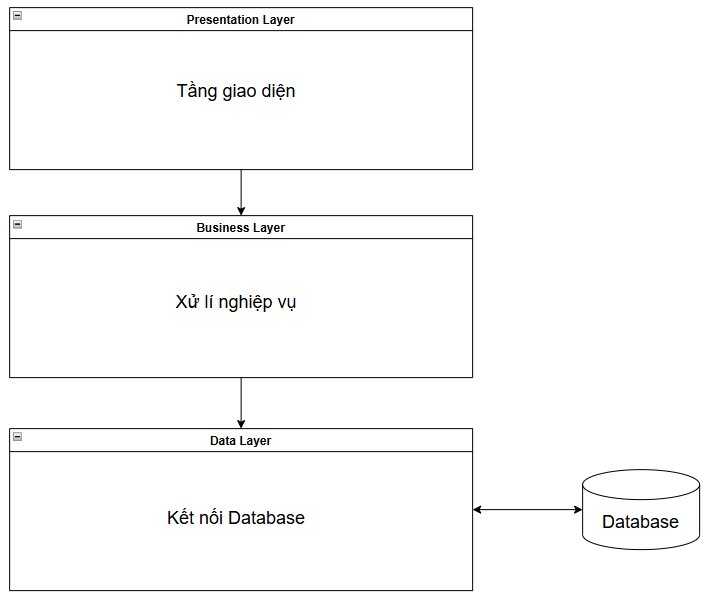 Presentation Layer
Tầng giao diện
Business Layer
Xử lí nghiệp vụ
Data Layer
Kết nối Database
Database